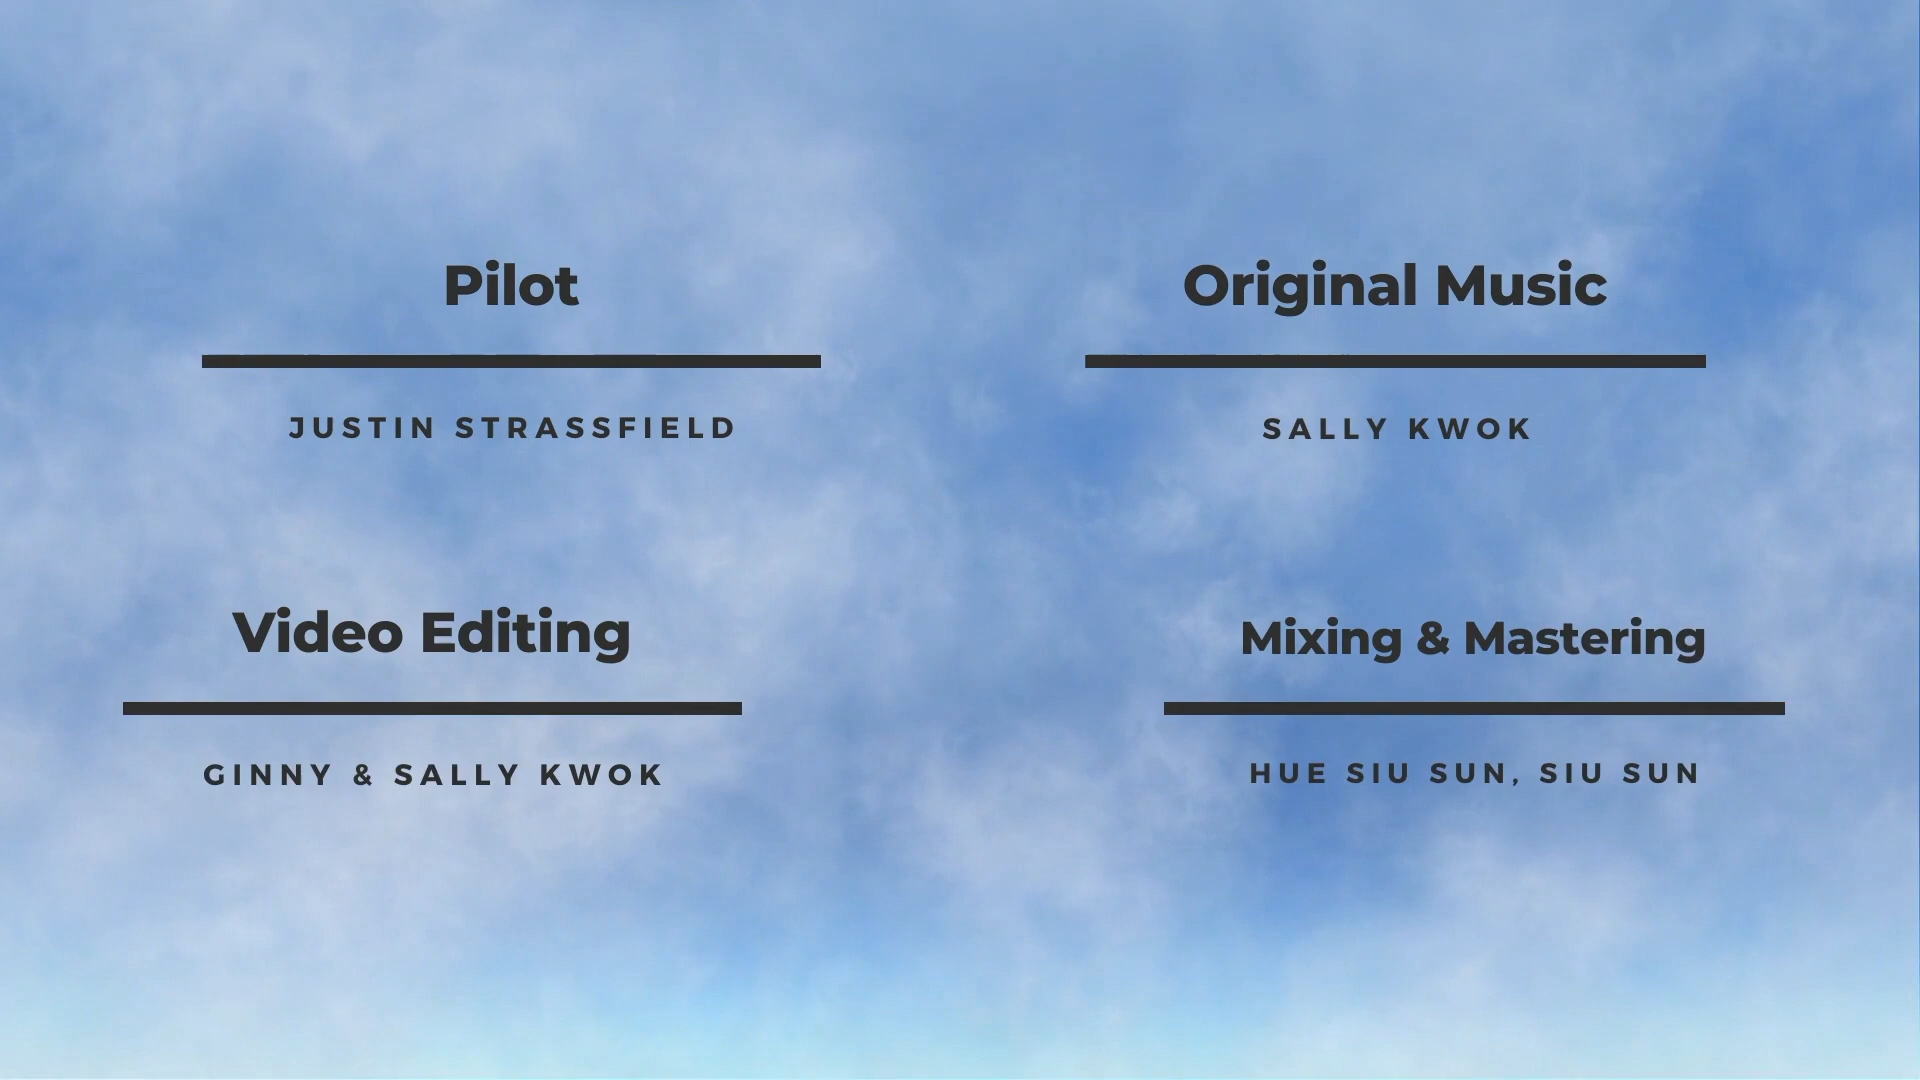 Pilot
JUSTIN STRASSFIELD
Original Music
SALLY KWOK
Video Editing
GINNY & SALLY KWOK
Mixing & Mastering
HUE SIU SUN, SIU SUN